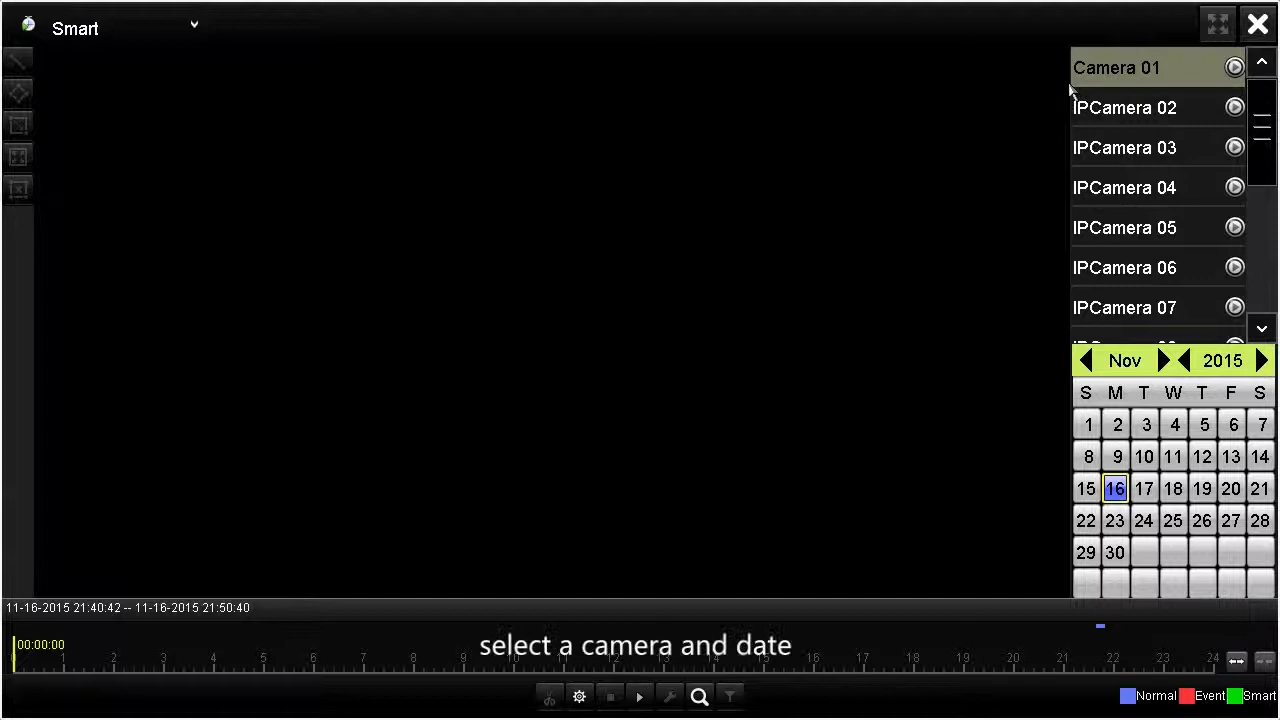 Smart
Camera 01
IPCamera 02
IPCamera 03
IPCamera 04
IPCamera 05
IPCamera 06
IPCamera 07
Nov 2015
S M T W T F S
1 2 3 4 5 6 7
8 9 10 11 12 13 14
15 16 17 18 19 20 21
22 23 24 25 26 27 28
29 30
11-16-2015 21:40:42 -- 11-16-2015 21:50:40
00:00:00
select a camera and date
1 2 3 4 5 6 7 8 9 10 11 12 13 14 15 16 17 18 19 20 21 22 23 24
Normal Event Smart